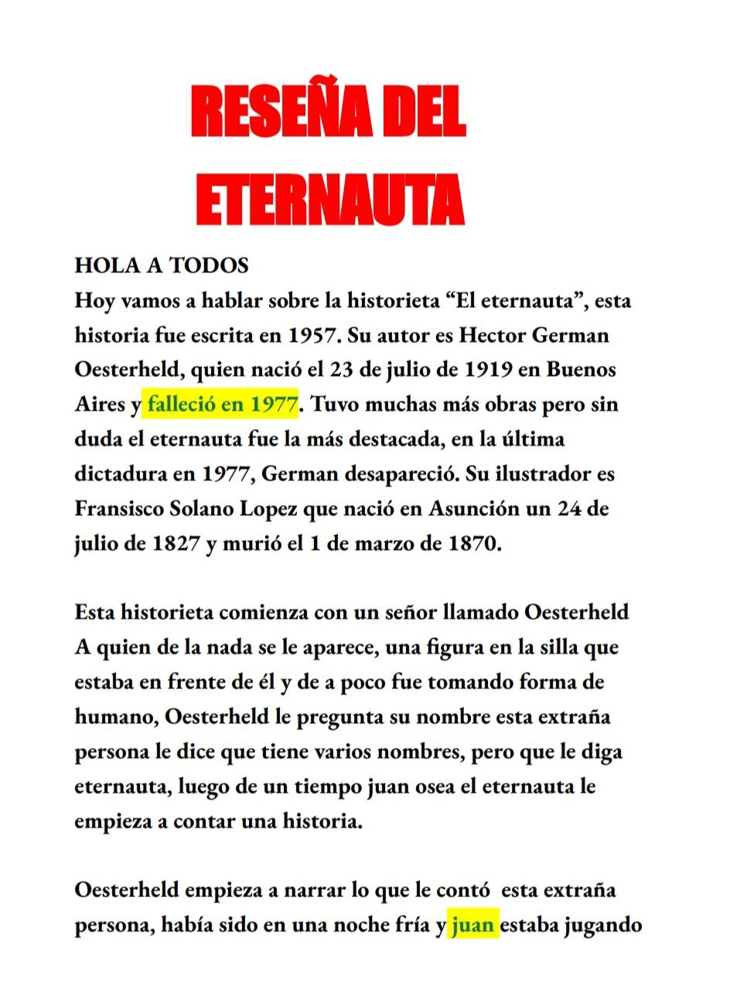 RESEÑA DEL
ETERNAUTA
HOLA A TODOS
Hoy vamos a hablar sobre la historieta “El eternauta”, esta
historia fue escrita en 1957. Su autor es Hector German
Oesterheld, quien nació el 23 de julio de 1919 en Buenos
Aires y falleció en 1977. Tuvo muchas más obras pero sin
duda el eternauta fue la más destacada, en la última
dictadura en 1977, German desapareció. Su ilustrador es
Fransisco Solano Lopez que nació en Asunción un 24 de
julio de 1827 y murió el 1 de marzo de 1870.
Esta historieta comienza con un señor llamado Oesterheld
A quien de la nada se le aparece, una figura en la silla que
estaba en frente de él y de a poco fue tomando forma de
humano, Oesterheld le pregunta su nombre esta extraña
persona le dice que tiene varios nombres, pero que le diga
eternauta, luego de un tiempo juan osea el eternauta le
empieza a contar una historia.
Oesterheld empieza a narrar lo que le contó  esta extraña
persona, había sido en una noche fría y juan estaba jugando